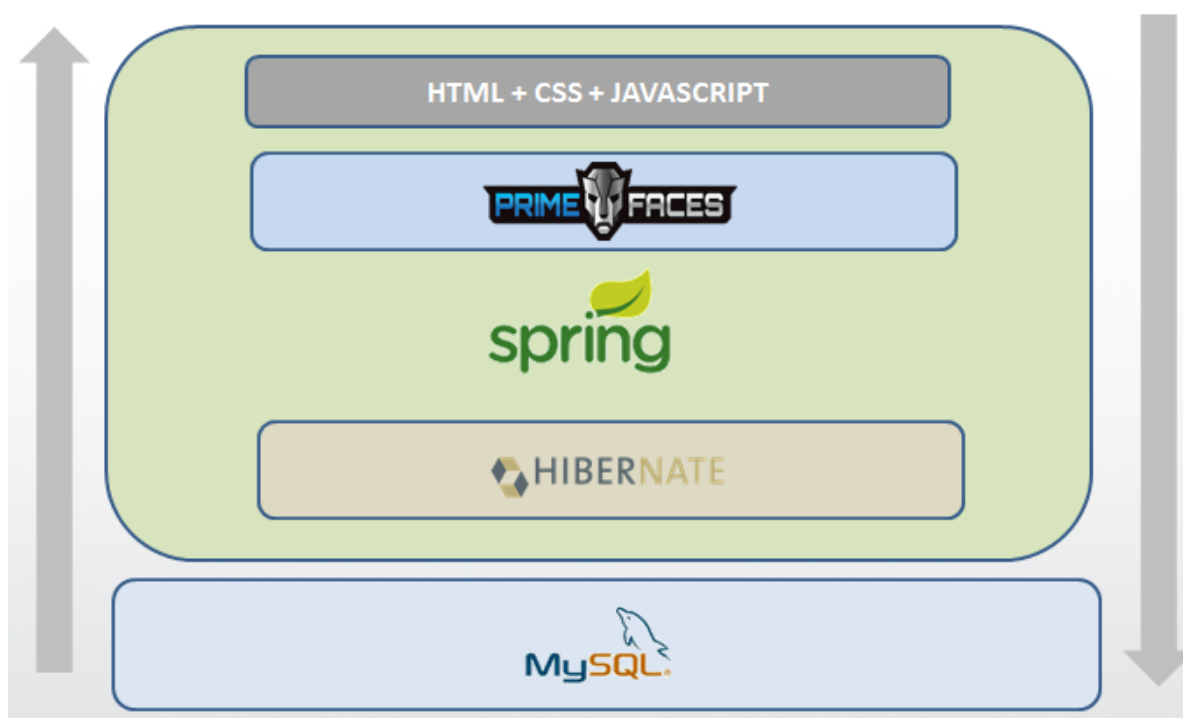 HTML + CSS + JAVASCRIPT
PRIME FACES
spring
HIBERNATE
MySQL